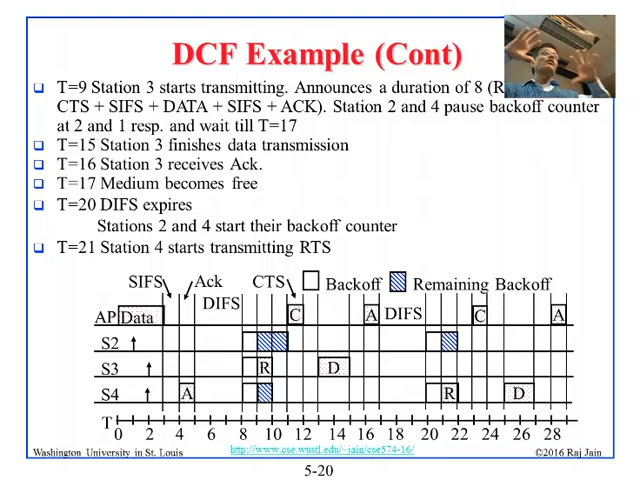 DCF Example (Cont)
T=9 Station 3 starts transmitting. Announces a duration of 8 (R
CTS + SIFS + DATA + SIFS + ACK). Station 2 and 4 pause backoff counter
at 2 and 1 resp. and wait till T=17
T=15 Station 3 finishes data transmission
T=16 Station 3 receives Ack.
T=17 Medium becomes free
T=20 DIFS expires
Stations 2 and 4 start their backoff counter
T=21 Station 4 starts transmitting RTS
SIFS Ack CTS Backoff Remaining Backoff
AP Data DIFS C A DIFS C A
S2
S3 R D
S4 A R D
T
0 2 4 6 8 10 12 14 16 18 20 22 24 26 28
Washington University in St. Louis http://www.cse.wustl.edu/~jain/cse574-16/ ©2016 Raj Jain
5-20